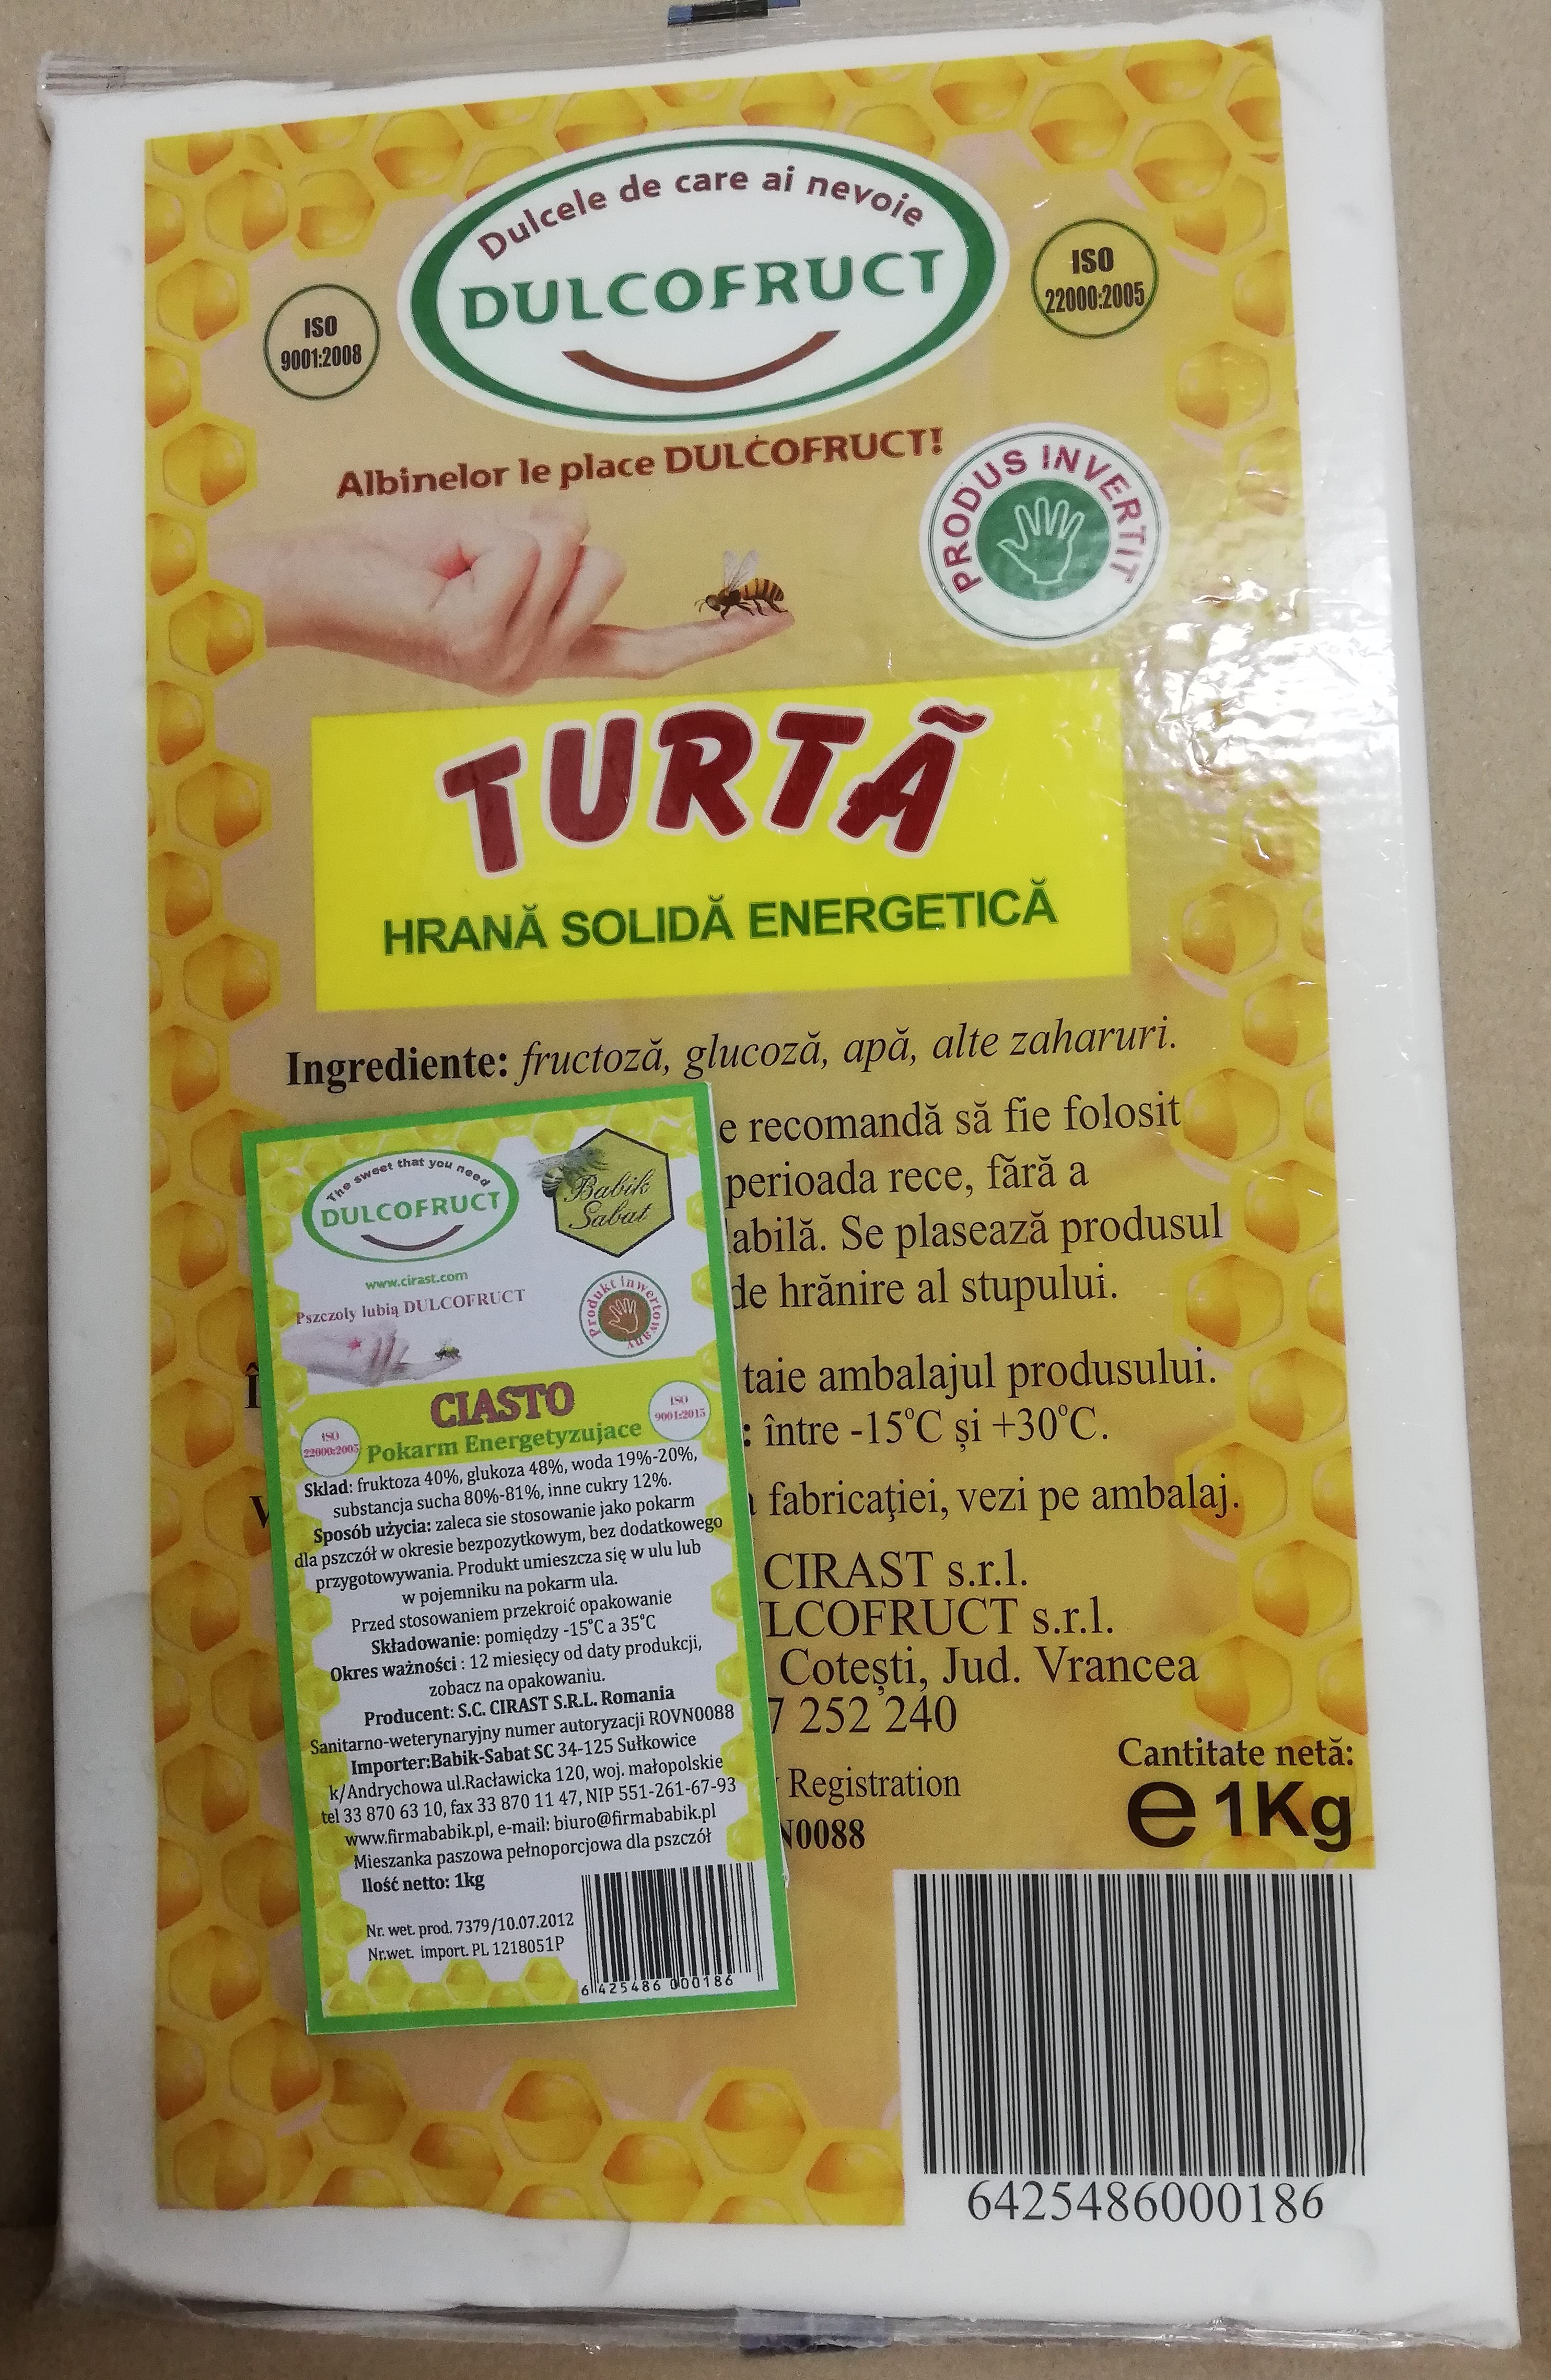 Dulcele de care ai nevoie
DULCOFRUCT
ISO
9001:2008
ISO
22000:2005
Albinelor le place DULCOFRUCT!
PRODUS INVERTIT
TURTÃ
HRANĂ SOLIDĂ ENERGETICĂ
Ingrediente: fructoză, glucoză, apă, alte zaharuri.
e recomandă să fie folosit
perioada rece, fără a
abilă. Se plasează produsul
de hrănire al stupului.
taie ambalajul produsului.
: între -15°C și +30°C.
fabricaţiei, vezi pe ambalaj.
CIRAST s.r.l.
LCOFRUCT s.r.l.
Cotești, Jud. Vrancea
7 252 240
Registration
N0088
Cantitate netă:
e 1Kg
6425486000186
The sweet that you need
DULCOFRUCT
Babik
Sabat
www.cirast.com
Pszczoly lubią DULCOFRUCT
Produkt inwertowany
CIASTO
Pokarm Energetyzujace
ISO
22000:2005
ISO
9001:2015
Sklad: fruktoza 40%, glukoza 48%, woda 19%-20%,
substancja sucha 80%-81%, inne cukry 12%.
Sposób użycia: zaleca sie stosowanie jako pokarm
dla pszczół w okresie bezpozytkowym, bez dodatkowego
przygotowywania. Produkt umieszcza się w ulu lub
w pojemniku na pokarm ula.
Przed stosowaniem przekroić opakowanie
Składowanie: pomiędzy -15°C a 35°C
Okres ważności : 12 miesięcy od daty produkcji,
zobacz na opakowaniu.
Producent: S.C. CIRAST S.R.L. Romania
Sanitarno-weterynaryjny numer autoryzacji ROVN0088
Importer:Babik-Sabat SC 34-125 Sułkowice
k/Andrychowa ul.Racławicka 120, woj. małopolskie
tel 33 870 63 10, fax 33 870 11 47, NIP 551-261-67-93
www.firmababik.pl, e-mail: biuro@firmababik.pl
Mieszanka paszowa pełnoporcjowa dla pszczół
Ilość netto: 1kg
Nr. wet. prod. 7379/10.07.2012
Nr.wet. import. PL 1218051P
6 425486 000186